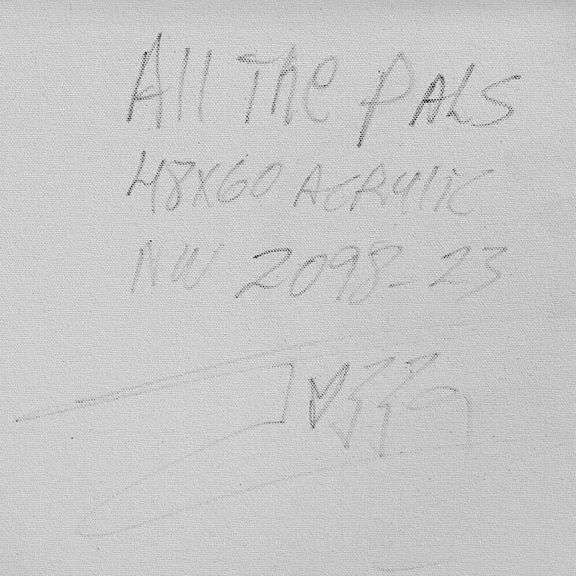 All The PALS
48x60 ACRYLIC
NW 2098-23